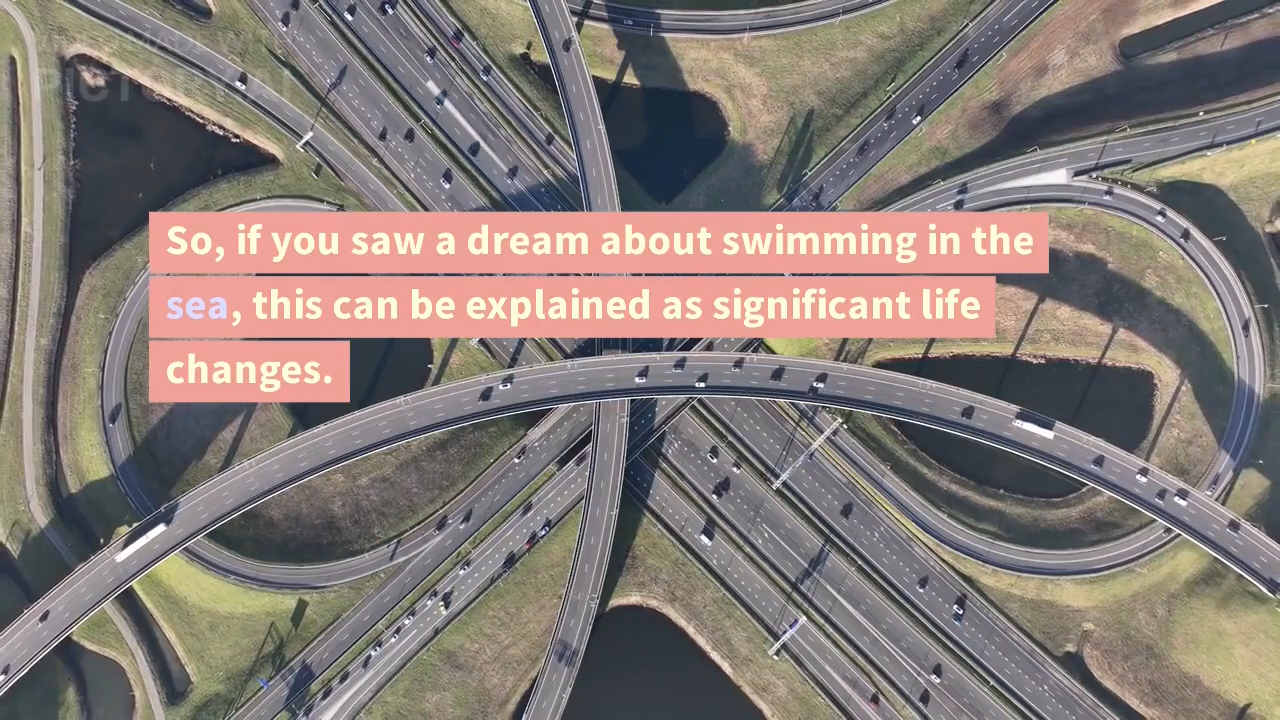 So, if you saw a dream about swimming in the
sea, this can be explained as significant life
changes.